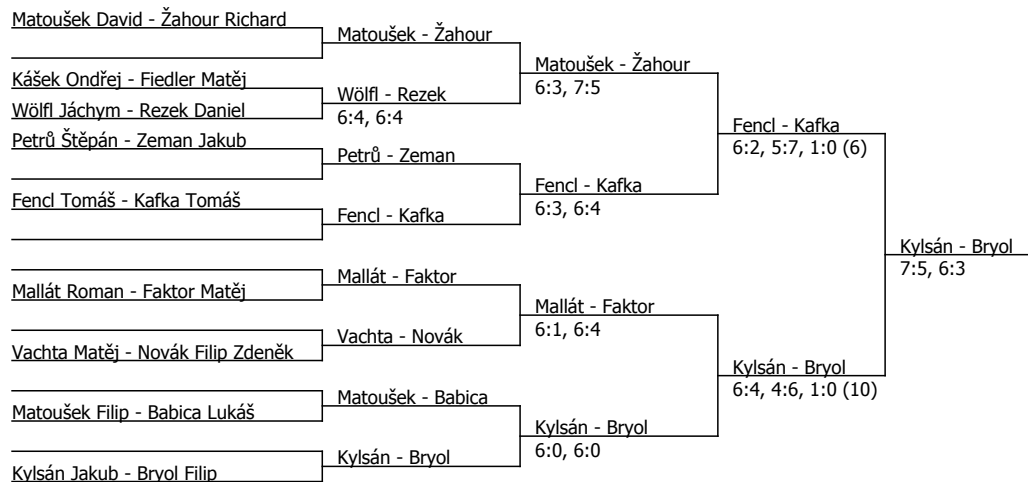 Matoušek David - Žahour Richard
Kášek Ondřej - Fiedler Matěj
Wölfl Jáchym - Rezek Daniel
Petrů Štěpán - Zeman Jakub
Fencl Tomáš - Kafka Tomáš
Mallát Roman - Faktor Matěj
Vachta Matěj - Novák Filip Zdeněk
Matoušek Filip - Babica Lukáš
Kylsán Jakub - Bryol Filip
Matoušek - Žahour
Wölfl - Rezek
6:4, 6:4
Petrů - Zeman
Fencl - Kafka
Mallát - Faktor
Vachta - Novák
Matoušek - Babica
Kylsán - Bryol
Matoušek - Žahour
6:3, 7:5
Fencl - Kafka
6:3, 6:4
Mallát - Faktor
6:1, 6:4
Kylsán - Bryol
6:0, 6:0
Fencl - Kafka
6:2, 5:7, 1:0 (6)
Kylsán - Bryol
6:4, 4:6, 1:0 (10)
Kylsán - Bryol
7:5, 6:3